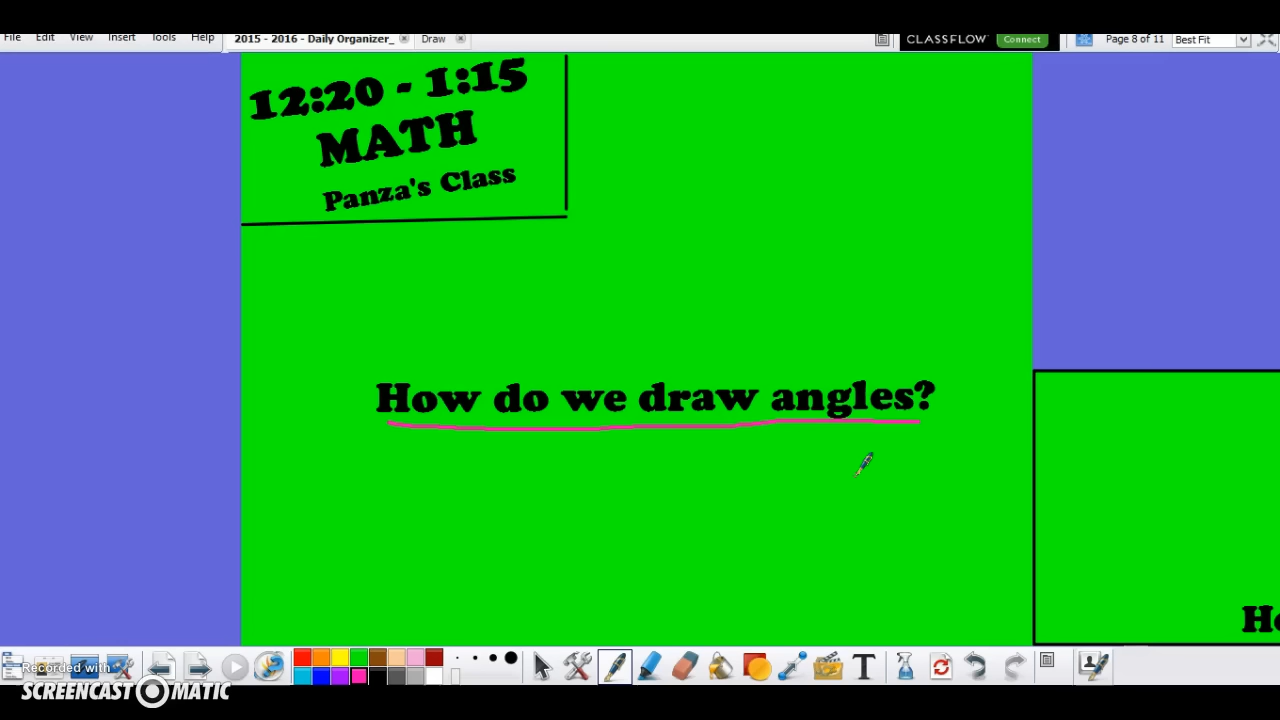 File Edit View Insert Tools Help
2015 - 2016 - Daily Organizer_ Draw
CLASSFLOW Connect
Page 8 of 11 Best Fit
12:20 - 1:15
MATH
Panza's Class
How do we draw angles?
T
Recorded with
SCREENCAST MATIC